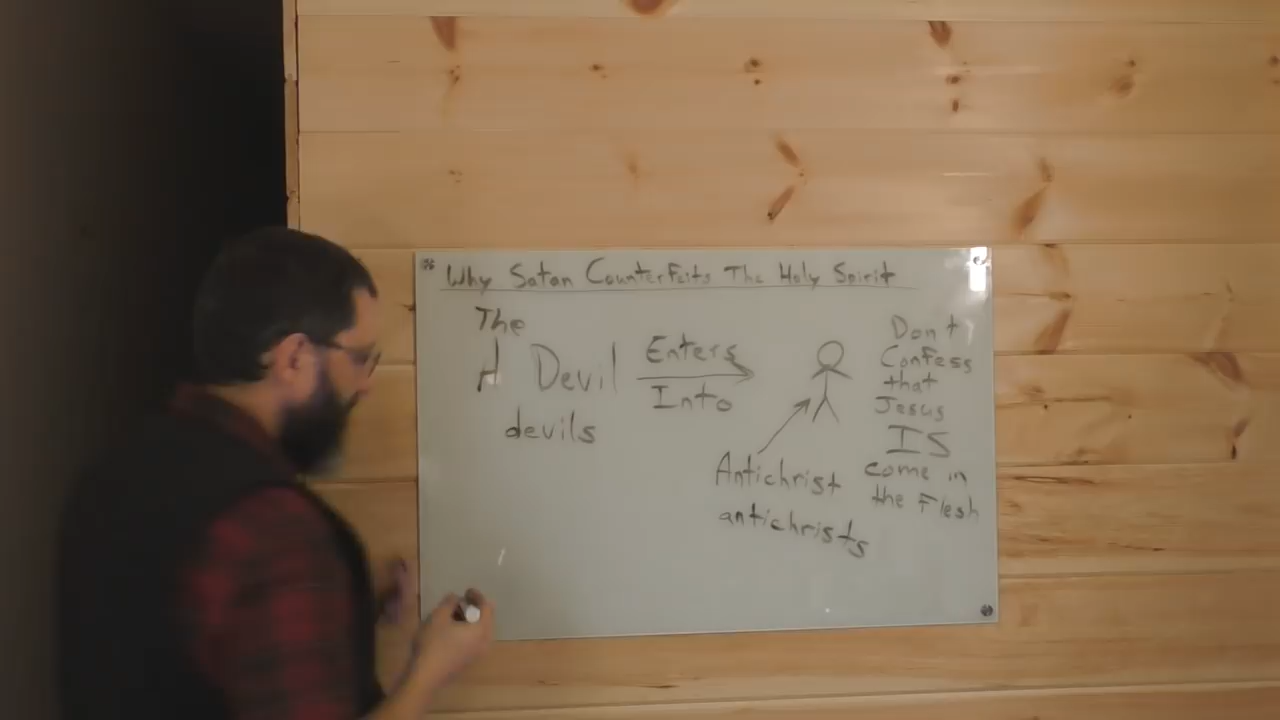 Why Satan Counterfeits The Holy Spirit
The
Devil
devils
Enters
Into
Antichrist
antichrists
Don't
Confess
that
Jesus
IS
come in
the Flesh